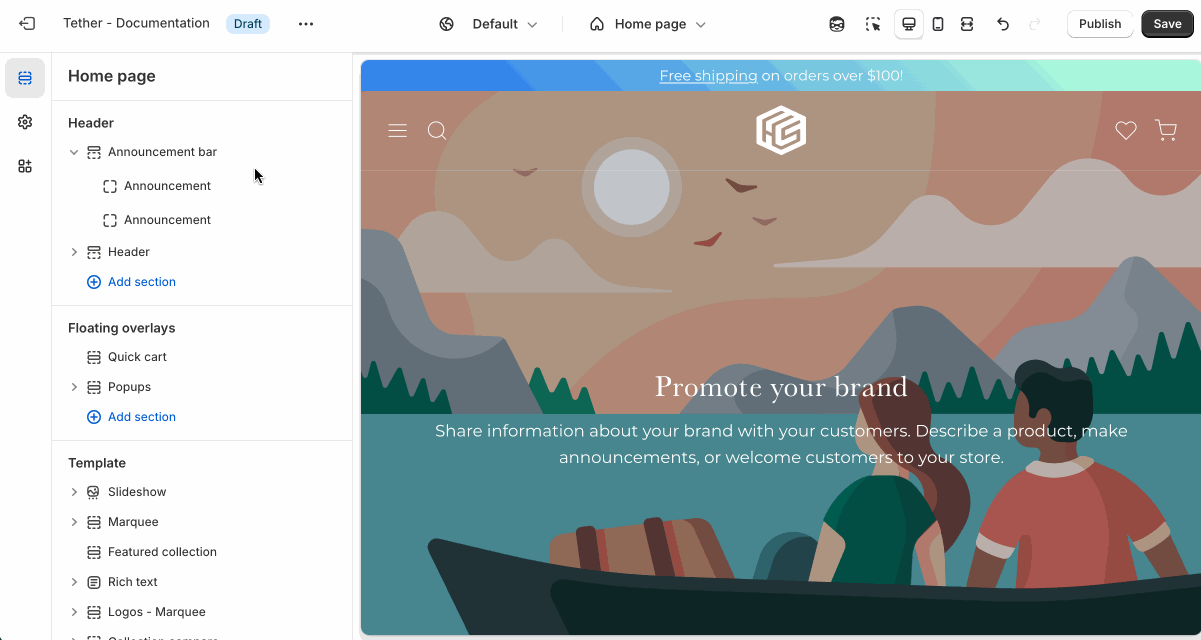 Tether - Documentation
Draft
Default
Home page
Publish
Save
Home page
Header
Announcement bar
Announcement
Announcement
Header
Add section
Floating overlays
Quick cart
Popups
Add section
Template
Slideshow
Marquee
Featured collection
Rich text
Logos - Marquee
Free shipping on orders over $100!
Promote your brand
Share information about your brand with your customers. Describe a product, make
announcements, or welcome customers to your store.